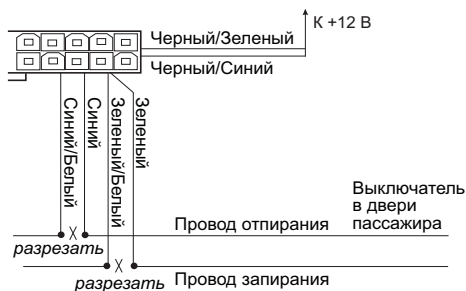 К +12 В
Черный/Зеленый
Черный/Синий
Синий/Белый
Синий
Зеленый/Белый
Зеленый
Выключатель
в двери
пассажира
Провод отпирания
разрезать
разрезать
Провод запирания